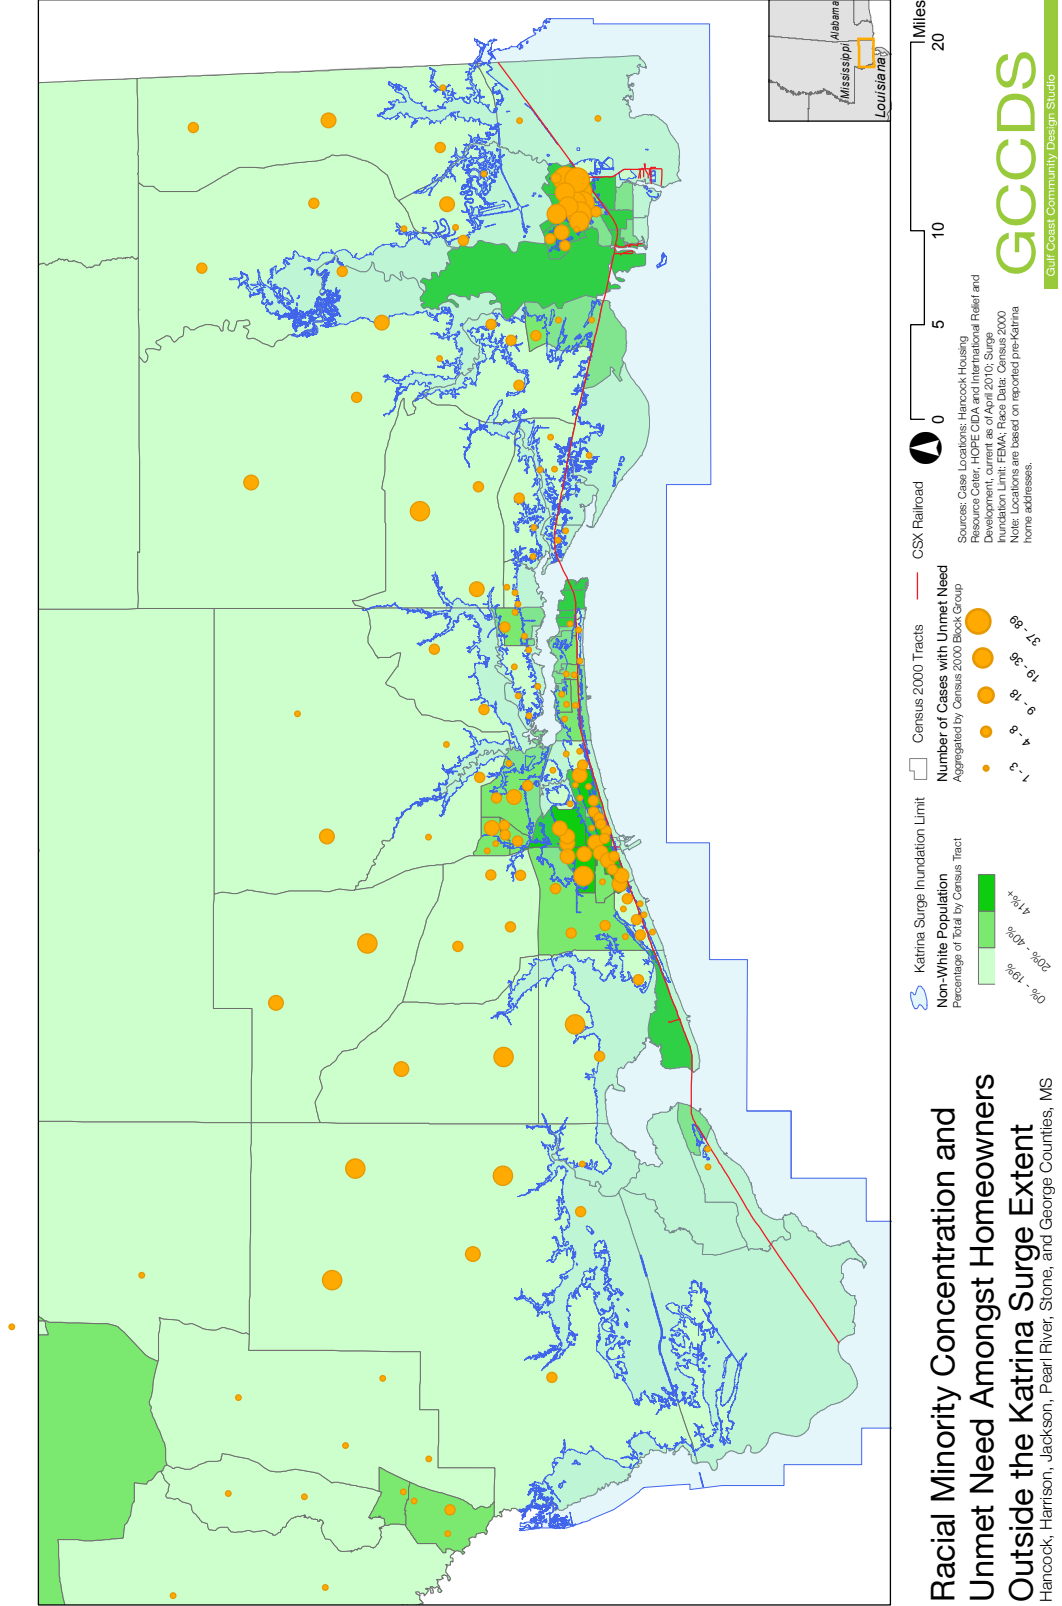 Racial Minority Concentration and
Unmet Need Amongst Homeowners
Outside the Katrina Surge Extent
Hancock, Harrison, Jackson, Pearl River, Stone, and George Counties, MS
Katrina Surge Inundation Limit
Non-White Population
Percentage of Total by Census Tract
0% - 19%
20% - 40%
41%+
Census 2000 Tracts
CSX Railroad
Number of Cases with Unmet Need
Aggregated by Census 2000 Block Group
1 - 3
4 - 8
9 - 18
19 - 36
37 - 89
0
5
10
20
Miles
Sources: Case Locations: Hancock Housing
Resource Ceter, HOPE CDA and International Relief and
Development, current as of April 2010; Surge
Inundation Limit: FEMA; Race Data: Census 2000
Note: Locations are based on reported pre-Katrina
home addresses.
Mississippi
Alabama
Louisiana
GCCDS
Gulf Coast Community Design Studio